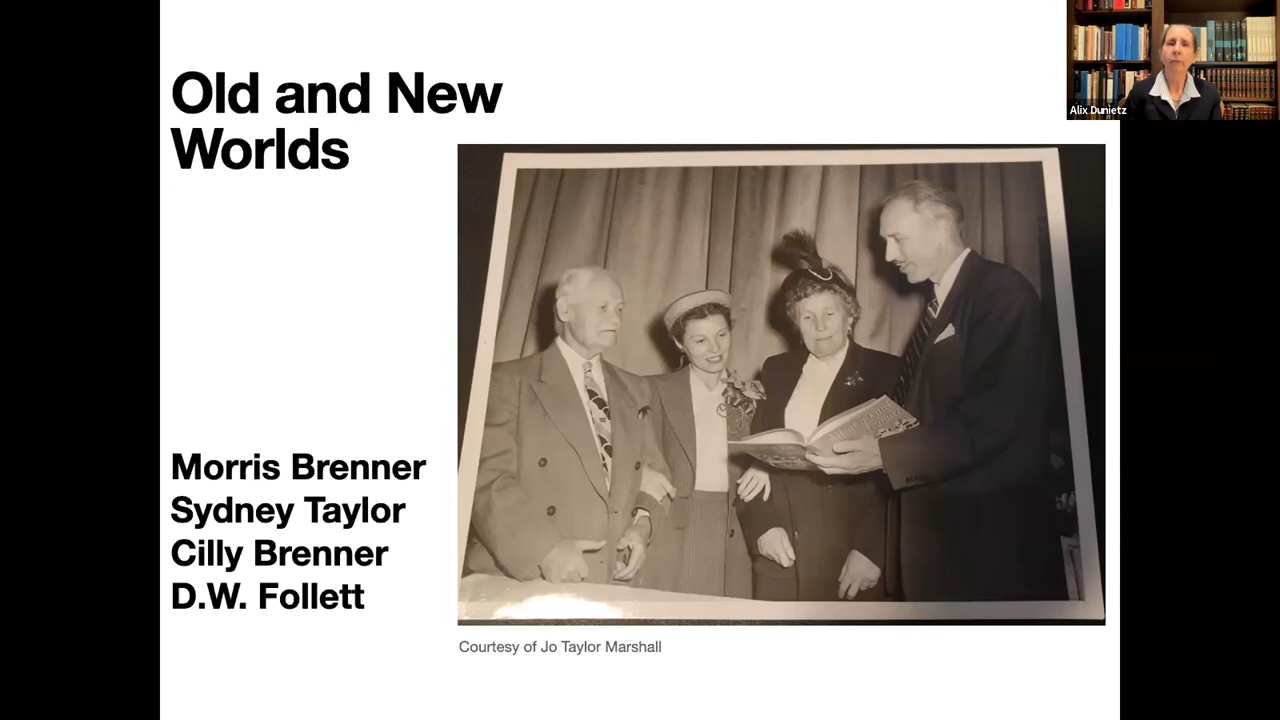 Old and New
Worlds
Alix Dunietz
Morris Brenner
Sydney Taylor
Cilly Brenner
D.W. Follett
Courtesy of Jo Taylor Marshall